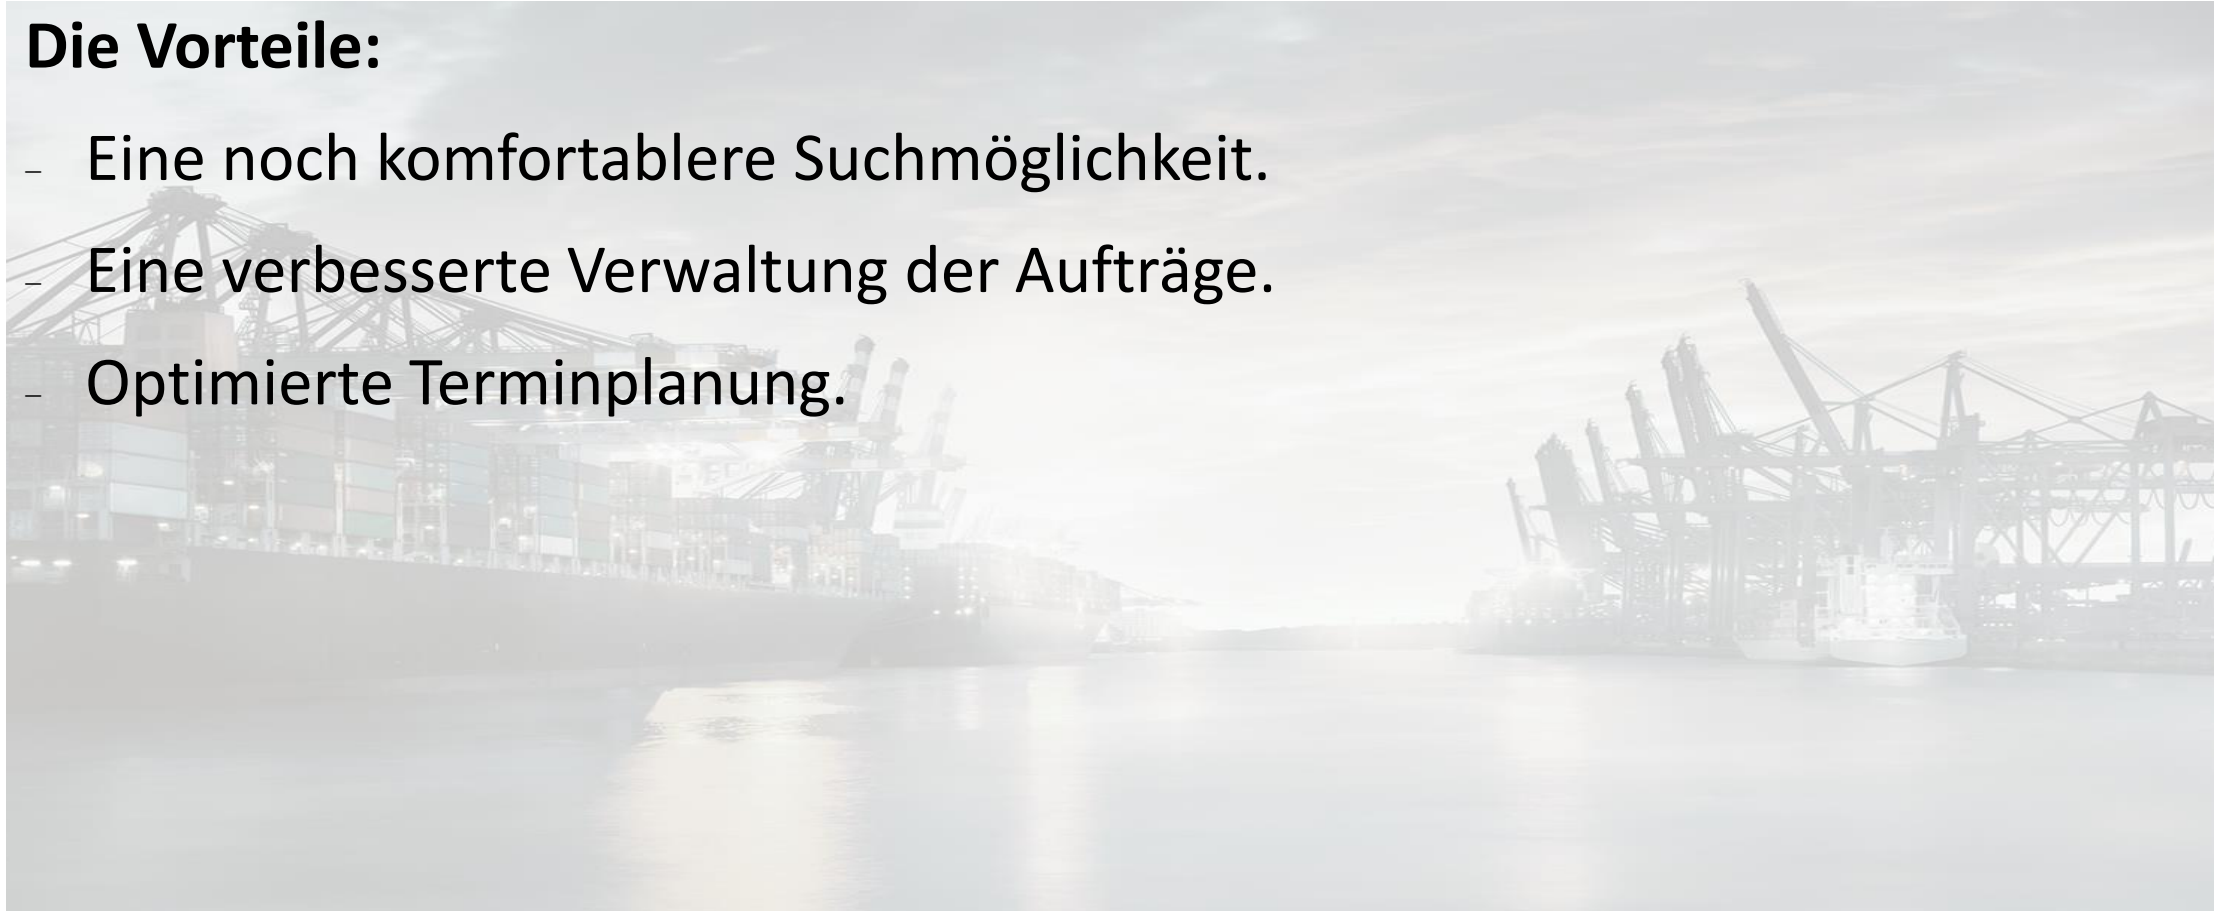 Die Vorteile:
– Eine noch komfortablere Suchmöglichkeit.
– Eine verbesserte Verwaltung der Aufträge.
– Optimierte Terminplanung.